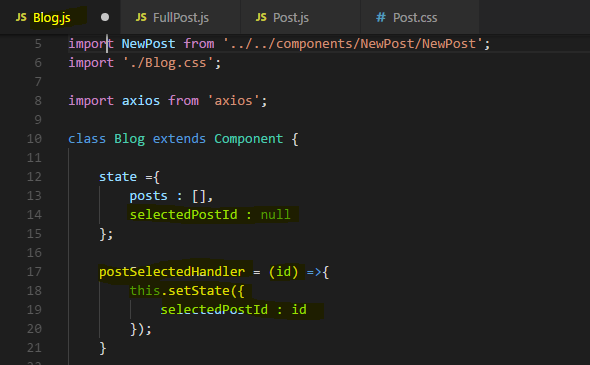 JS Blog.js JS FullPost.js JS Post.js # Post.css
5 import NewPost from '../../components/NewPost/NewPost';
6 import './Blog.css';
7
8 import axios from 'axios';
9
10 class Blog extends Component {
11
12 state ={
13 posts : [],
14 selectedPostId : null
15 };
16
17 postSelectedHandler = (id) =>{
18 this.setState({
19 selectedPostId : id
20 });
21 }